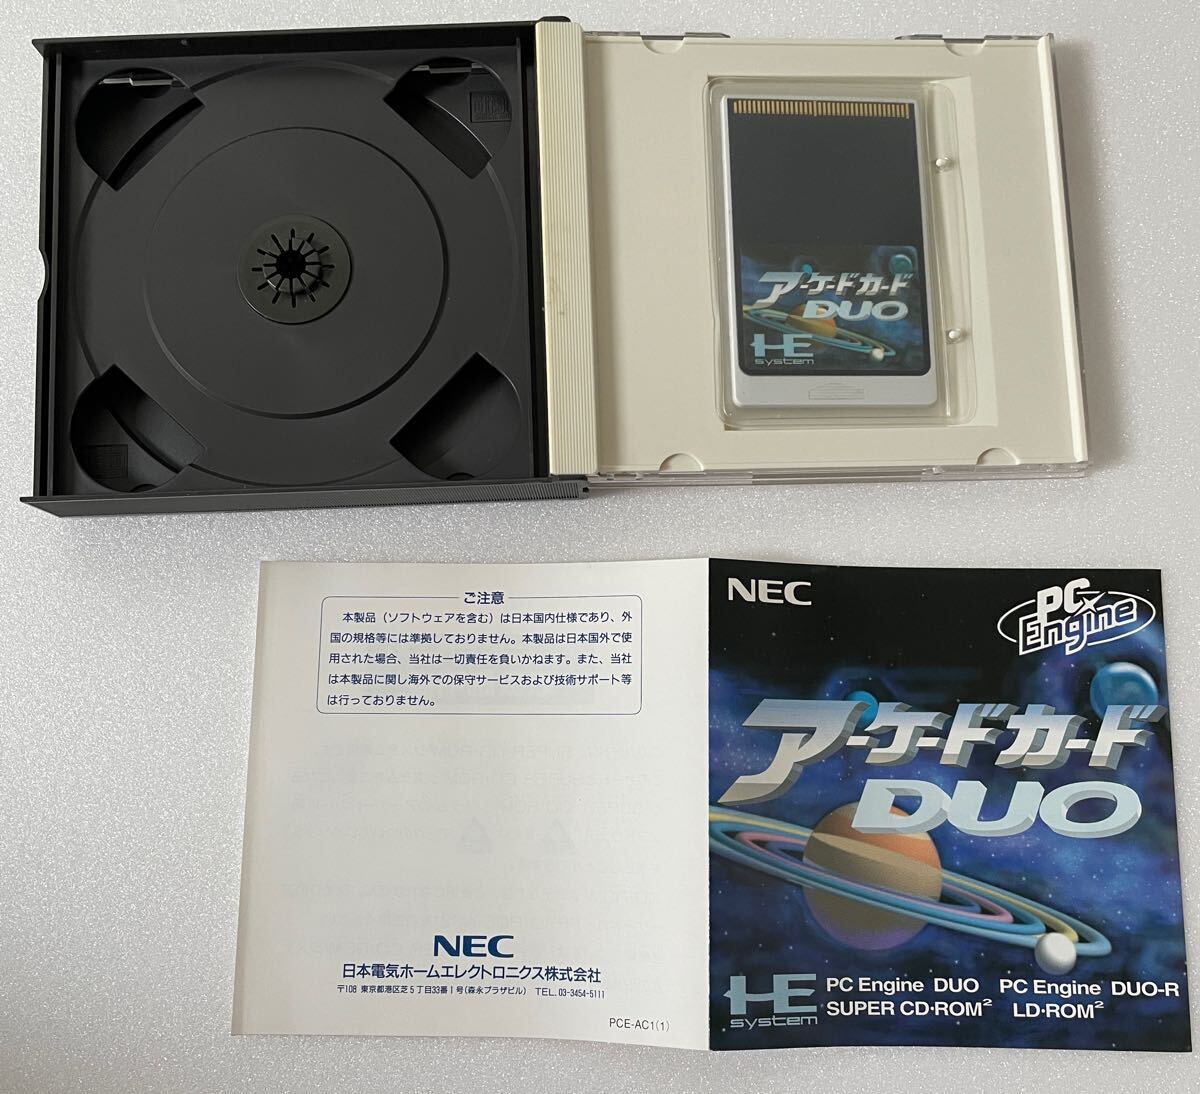 アーケードカード
DUO
HE
system
ご注意
本製品（ソフトウェアを含む）は日本国内仕様であり、外
国の規格等には準拠しておりません。本製品は日本国外で使
用された場合、当社は一切責任を負いかねます。また、当社
は本製品に関し海外での保守サービスおよび技術サポート等
は行っておりません。
NEC
日本電気ホームエレクトロニクス株式会社
〒108 東京都港区芝5丁目33番1号(森永プラザビル) TEL.03-3454-5111
PCE-AC1(1)
NEC
PC Engine
アーケードカード
DUO
HE
system
PC Engine DUO PC Engine DUO-R
SUPER CD・ROM² LD・ROM²